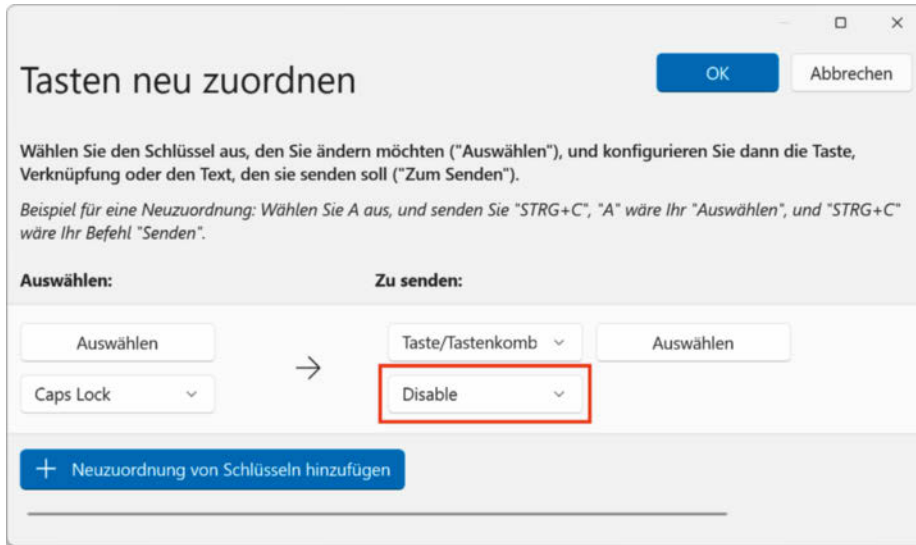 Tasten neu zuordnen
OK
Abbrechen
Wählen Sie den Schlüssel aus, den Sie ändern möchten ("Auswählen"), und konfigurieren Sie dann die Taste,
Verknüpfung oder den Text, den sie senden soll ("Zum Senden").
Beispiel für eine Neuzuordnung: Wählen Sie A aus, und senden Sie "STRG+C", "A" wäre Ihr "Auswählen", und "STRG+C"
wäre Ihr Befehl "Senden".
Auswählen:
Zu senden:
Auswählen
Taste/Tastenkomb
Auswählen
Caps Lock
Disable
Neuzuordnung von Schlüsseln hinzufügen